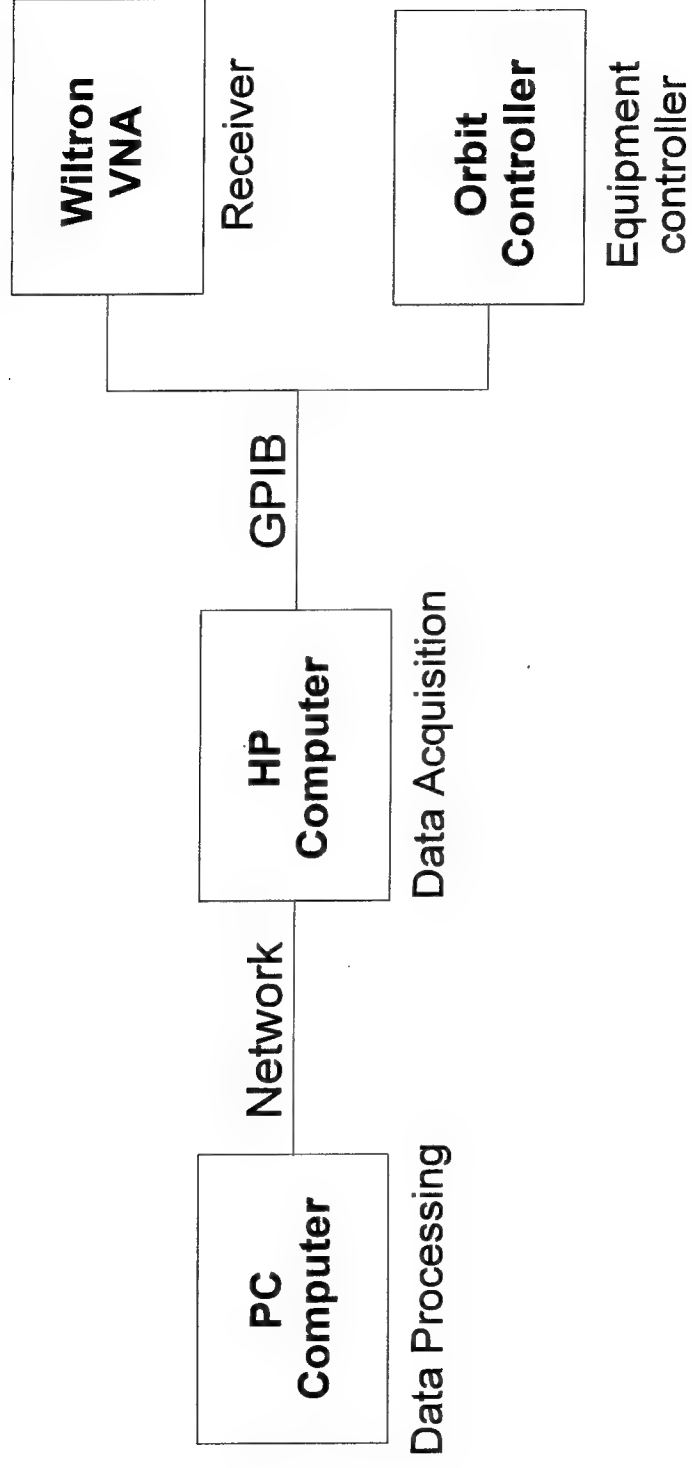 PC
Computer
Data Processing
Network
HP
Computer
Data Acquisition
GPIB
Wiltron
VNA
Receiver
Orbit
Controller
Equipment
controller